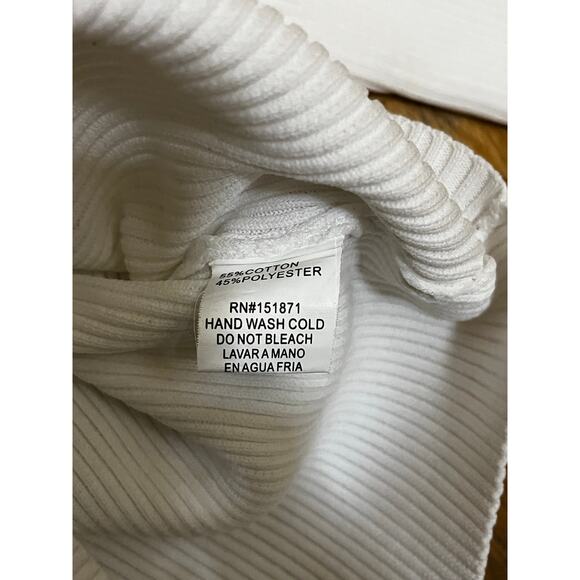 55%COTTON
45%POLYESTER
RN#151871
HAND WASH COLD
DO NOT BLEACH
LAVAR A MANO
EN AGUA FRIA